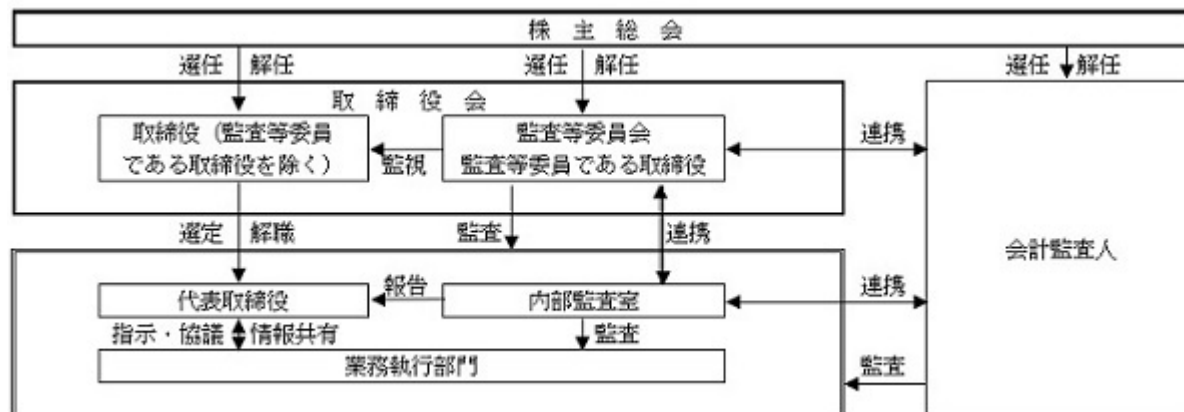 株主総会
選任 解任 選任 解任 選任 解任
取締役会
取締役（監査等委員
である取締役を除く）
監視
監査等委員会
監査等委員である取締役
連携
選定 解職 監査 連携
会計監査人
代表取締役
報告
内部監査室
連携
指示・協議 情報共有 監査
業務執行部門
監査